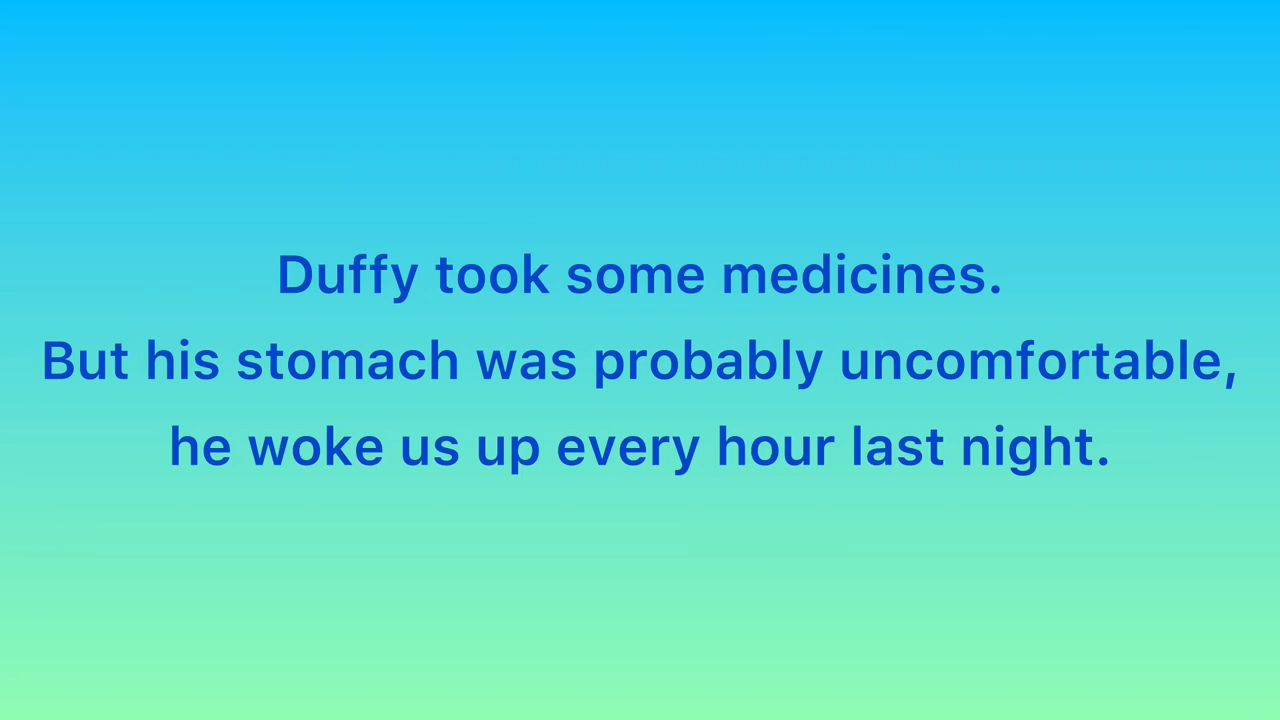 Duffy took some medicines.
But his stomach was probably uncomfortable,
he woke us up every hour last night.